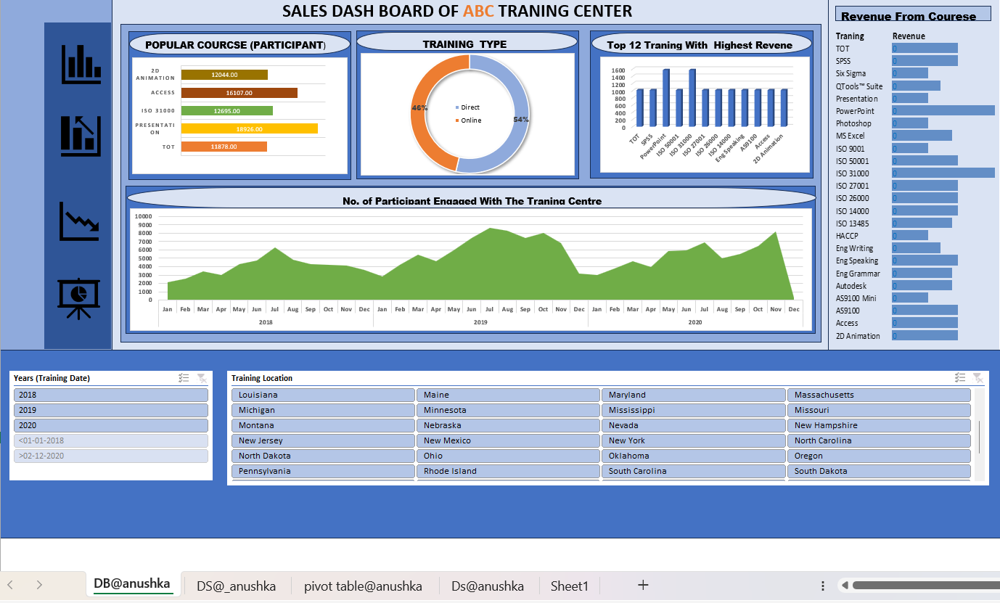 SALES DASH BOARD OF ABC TRANING CENTER
POPULAR COURCSE (PARTICIPANT)
2D
ANIMATION
12044.00
ACCESS
16107.00
ISO 31000
12695.00
PRESENTATI
ON
18926.00
TOT
11878.00
TRAINING TYPE
46%
Direct
Online
54%
Top 12 Traning With Highest Revene
1600
1400
1200
1000
800
600
400
200
0
TOT
SPSS
PowerPoint
ISO 50001
ISO 31000
ISO 27001
ISO 26000
ISO 14000
Eng Speaking
AS9100
Access
2D Animation
No. of Participant Engaged With The Traning Centre
10000
9000
8000
7000
6000
5000
4000
3000
2000
1000
0
Jan Feb Mar Apr May Jun Jul Aug Sep Oct Nov Dec Jan Feb Mar Apr May Jun Jul Aug Sep Oct Nov Dec Jan Feb Mar Apr May Jun Jul Aug Sep Oct Nov Dec
2018 2019 2020
Revenue From Courese
Traning Revenue
TOT 0
SPSS 0
Six Sigma 0
QTools™ Suite 0
Presentation 0
PowerPoint 0
Photoshop 0
MS Excel 0
ISO 9001 0
ISO 50001 0
ISO 31000 0
ISO 27001 0
ISO 26000 0
ISO 14000 0
ISO 13485 0
HACCP 0
Eng Writing 0
Eng Speaking 0
Eng Grammar 0
Autodesk 0
AS9100 Mini 0
AS9100 0
Access 0
2D Animation 0
Years (Training Date)
2018
2019
2020
<01-01-2018
>02-12-2020
Training Location
Louisiana Maine Maryland Massachusetts
Michigan Minnesota Mississippi Missouri
Montana Nebraska Nevada New Hampshire
New Jersey New Mexico New York North Carolina
North Dakota Ohio Oklahoma Oregon
Pennsylvania Rhode Island South Carolina South Dakota
DB@anushka DS@_anushka pivot table@anushka Ds@anushka Sheet1